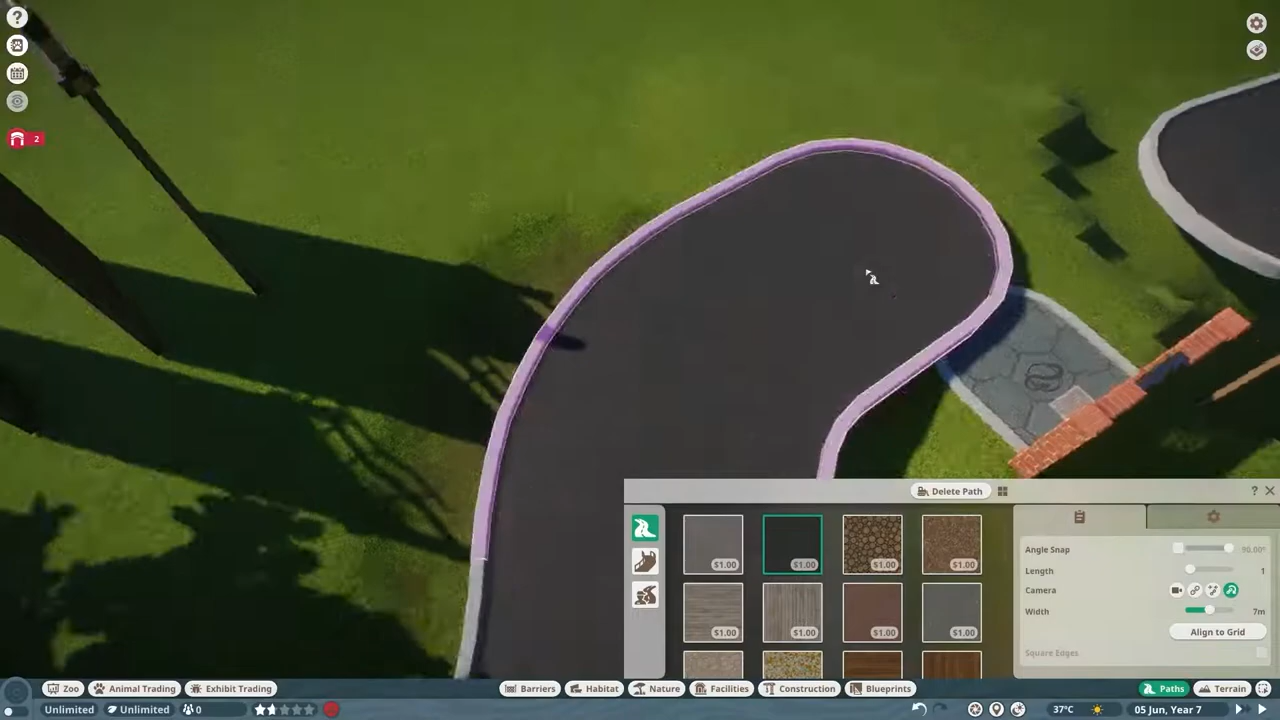 ?
2
Delete Path
?
$1.00 $1.00 $1.00 $1.00
$1.00 $1.00 $1.00 $1.00
Angle Snap 90.00°
Length 1
Camera
Width 7m
Align to Grid
Square Edges
Zoo Animal Trading Exhibit Trading Barriers Habitat Nature Facilities Construction Blueprints Paths Terrain
Unlimited Unlimited 0 37°C 05 Jun, Year 7